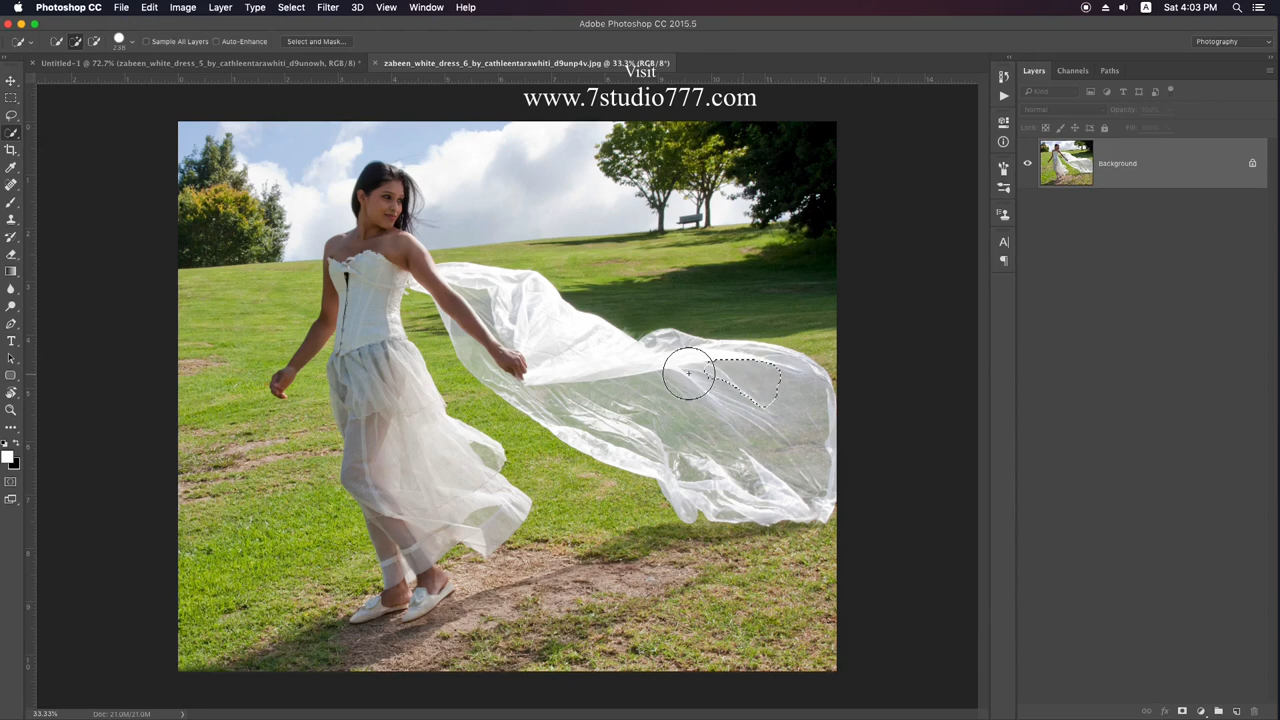 Photoshop CC File Edit Image Layer Type Select Filter 3D View Window Help A Sat 4:03 PM
Adobe Photoshop CC 2015.5
238 Sample All Layers Auto-Enhance Select and Mask... Photography
Untitled-1 @ 72.7% (zabeen_white_dress_5_by_cathleentarawhiti_d9unowh, RGB/8) * zabeen_white_dress_6_by_cathleentarawhiti_d9unp4v.jpg @ 33.3% (RGB/8*)
Visit
www.7studio777.com
Layers Channels Paths
Kind
Normal Opacity:
Lock: Fill:
Background
33.33% Doc: 21.0M/21.0M